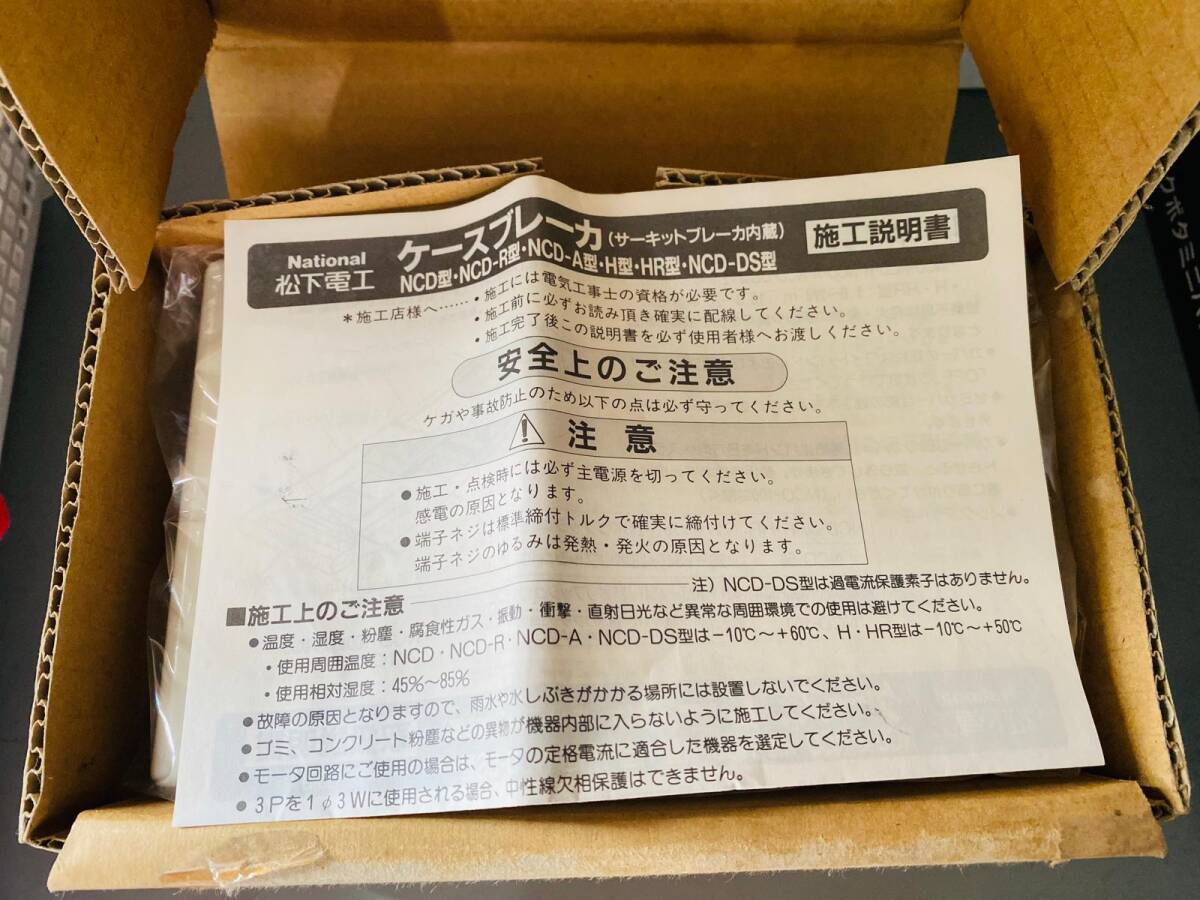 National
松下電工
ケースブレーカ(サーキットブレーカ内蔵)
NCD型・NCD-R型・NCD-A型・H型・HR型・NCD-DS型
施工説明書
*施工店様へ……・施工には電気工事士の資格が必要です。
・施工前に必ずお読み頂き確実に配線してください。
・施工完了後この説明書を必ず使用者様へお渡しください。
安全上のご注意
ケガや事故防止のため以下の点は必ず守ってください。
注意
●施工・点検時には必ず主電源を切ってください。
感電の原因となります。
●端子ネジは標準締付トルクで確実に締付けてください。
端子ネジのゆるみは発熱・発火の原因となります。
注)NCD-DS型は過電流保護素子はありません。
■施工上のご注意
●温度・湿度・粉塵・腐食性ガス・振動・衝撃・直射日光など異常な周囲環境での使用は避けてください。
・使用周囲温度:NCD・NCD-R・NCD-A・NCD-DS型は−10℃〜+60℃、H・HR型は−10℃〜+50℃
・使用相対湿度:45%〜85%
●故障の原因となりますので、雨水や水しぶきがかかる場所には設置しないでください。
●ゴミ、コンクリート粉塵などの異物が機器内部に入らないように施工してください。
●モータ回路にご使用の場合は、モータの定格電流に適合した機器を選定してください。
●3Pを1φ3Wに使用される場合、中性線欠相保護はできません。
クボタミニ